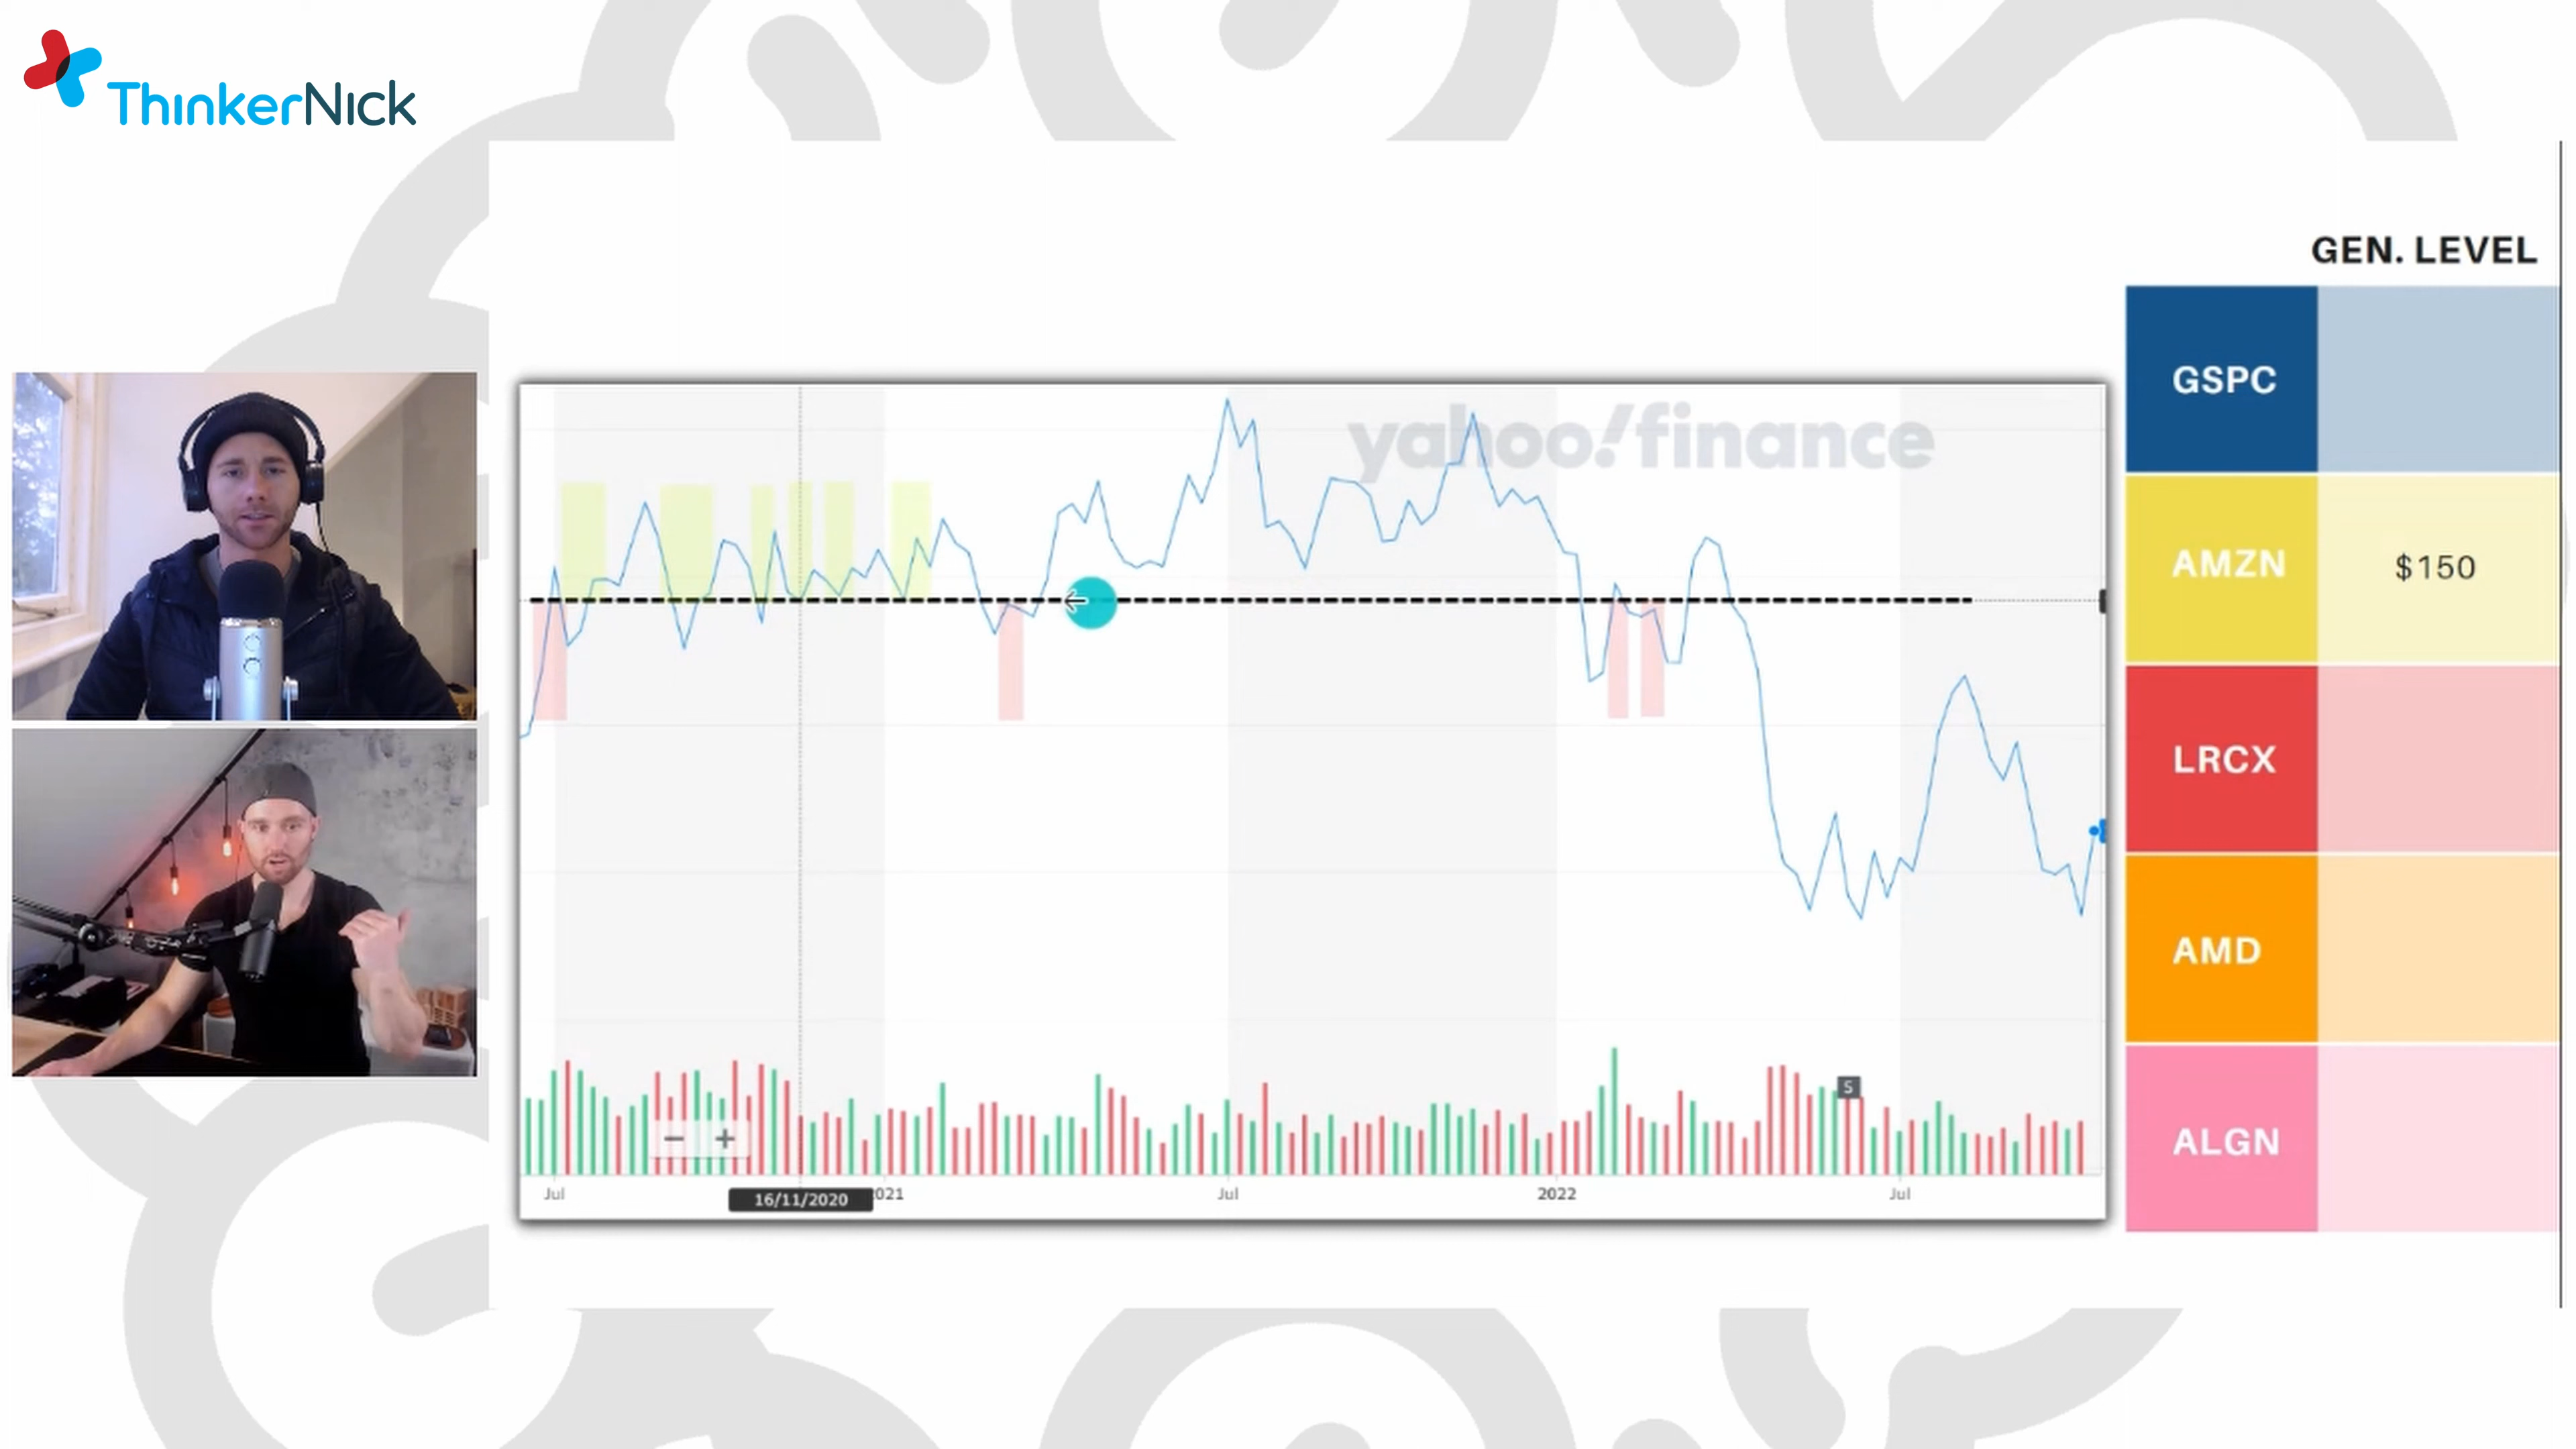 ThinkerNick
GEN. LEVEL
yahoo!finance
GSPC
AMZN
$150
LRCX
AMD
ALGN
S
− +
Jul
16/11/2020
021
Jul
2022
Jul